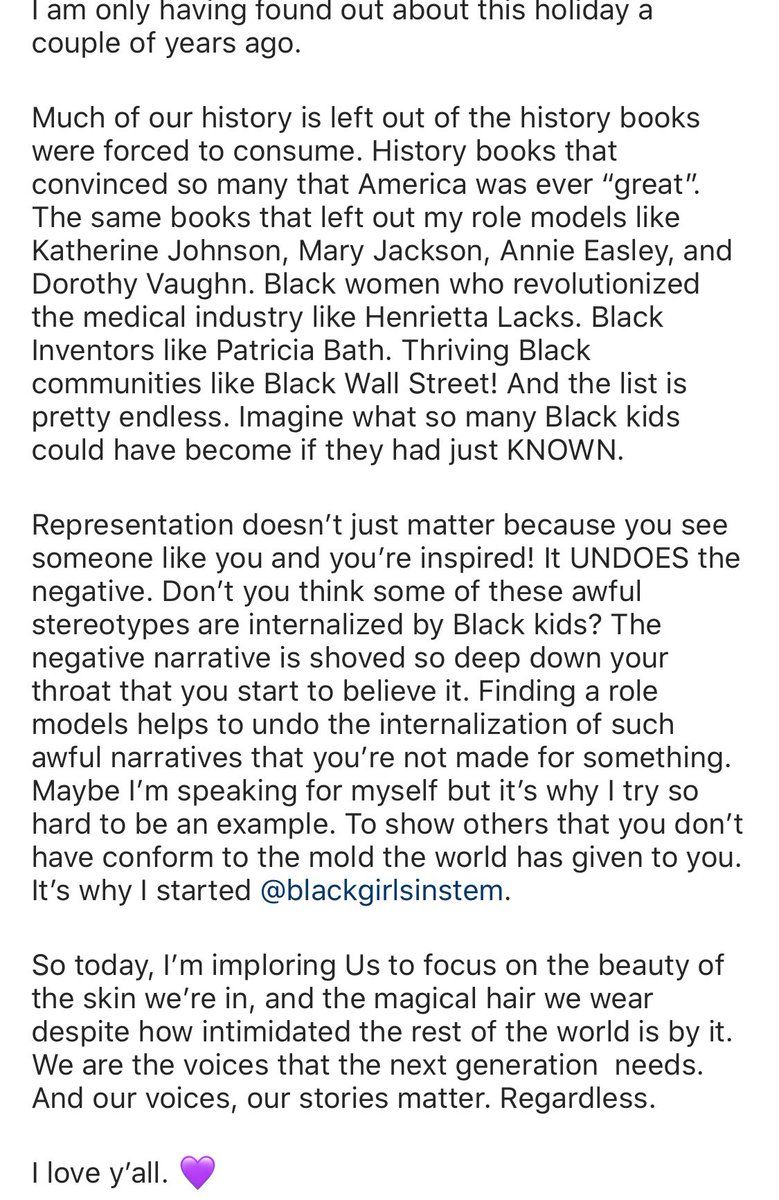 I am only having found out about this holiday a
couple of years ago.
Much of our history is left out of the history books
were forced to consume. History books that
convinced so many that America was ever “great”.
The same books that left out my role models like
Katherine Johnson, Mary Jackson, Annie Easley, and
Dorothy Vaughn. Black women who revolutionized
the medical industry like Henrietta Lacks. Black
Inventors like Patricia Bath. Thriving Black
communities like Black Wall Street! And the list is
pretty endless. Imagine what so many Black kids
could have become if they had just KNOWN.
Representation doesn’t just matter because you see
someone like you and you’re inspired! It UNDOES the
negative. Don’t you think some of these awful
stereotypes are internalized by Black kids? The
negative narrative is shoved so deep down your
throat that you start to believe it. Finding a role
models helps to undo the internalization of such
awful narratives that you’re not made for something.
Maybe I’m speaking for myself but it’s why I try so
hard to be an example. To show others that you don’t
have conform to the mold the world has given to you.
It’s why I started @blackgirlsinstem.
So today, I’m imploring Us to focus on the beauty of
the skin we’re in, and the magical hair we wear
despite how intimidated the rest of the world is by it.
We are the voices that the next generation  needs.
And our voices, our stories matter. Regardless.
I love y’all. 💜